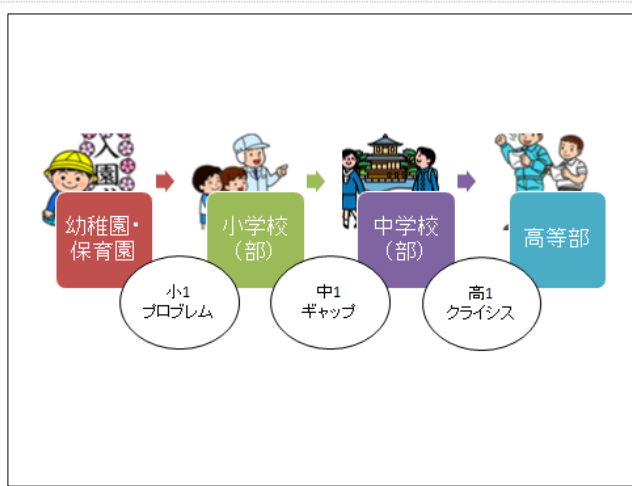 入園
幼稚園・
保育園
小学校
(部)
中学校
(部)
高等部
小1
プロブレム
中1
ギャップ
高1
クライシス